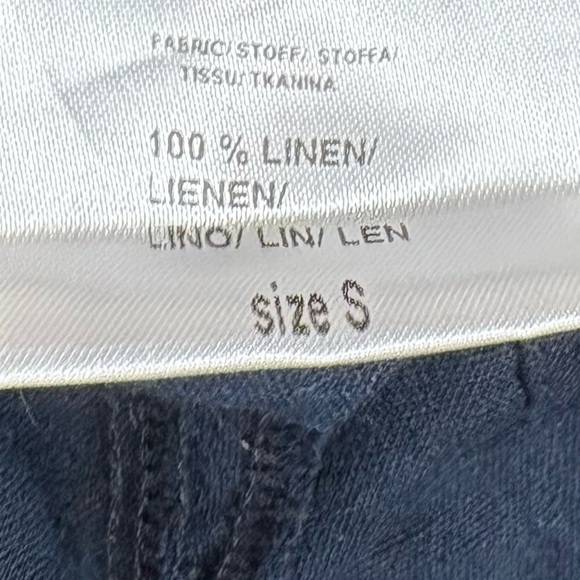 FABRIC/ STOFF/ STOFFA/
TISSU/ TKANINA
100 % LINEN/
LIENEN/
LINO/ LIN/ LEN
size S